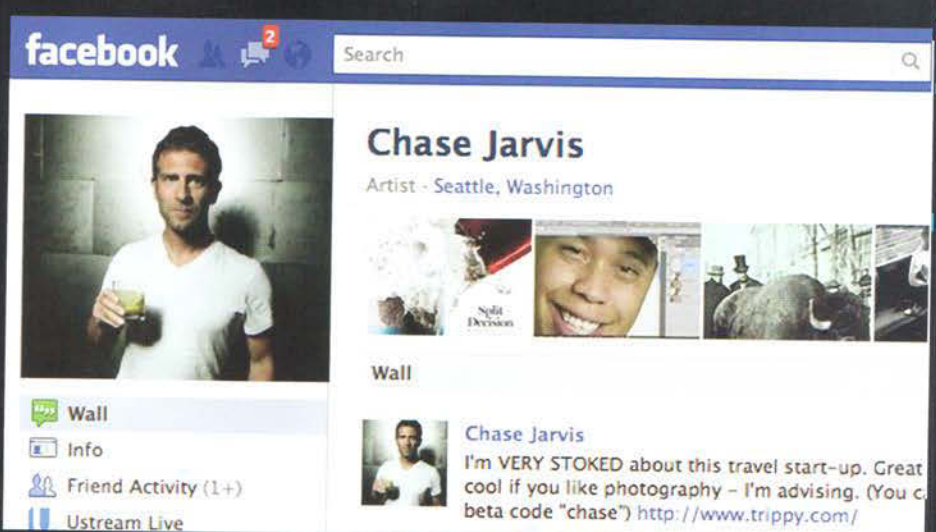 facebook
2
Search
Chase Jarvis
Artist - Seattle, Washington
Split
Decision
Wall
Wall
Info
Friend Activity (1+)
Ustream Live
Chase Jarvis
I'm VERY STOKED about this travel start-up. Great
cool if you like photography – I'm advising. (You
beta code "chase") http://www.trippy.com/